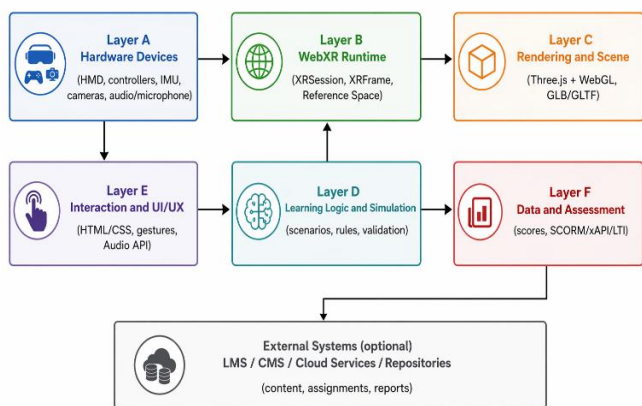 Layer A
Hardware Devices
(HMD, controllers, IMU,
cameras, audio/microphone)
Layer B
WebXR Runtime
(XRSession, XRFrame,
Reference Space)
Layer C
Rendering and Scene
(Three.js + WebGL,
GLB/GLTF)
Layer E
Interaction and UI/UX
(HTML/CSS, gestures,
Audio API)
Layer D
Learning Logic and Simulation
(scenarios, rules, validation)
Layer F
Data and Assessment
(scores, SCORM/xAPI/LTI)
External Systems (optional)
LMS / CMS / Cloud Services / Repositories
(content, assignments, reports)